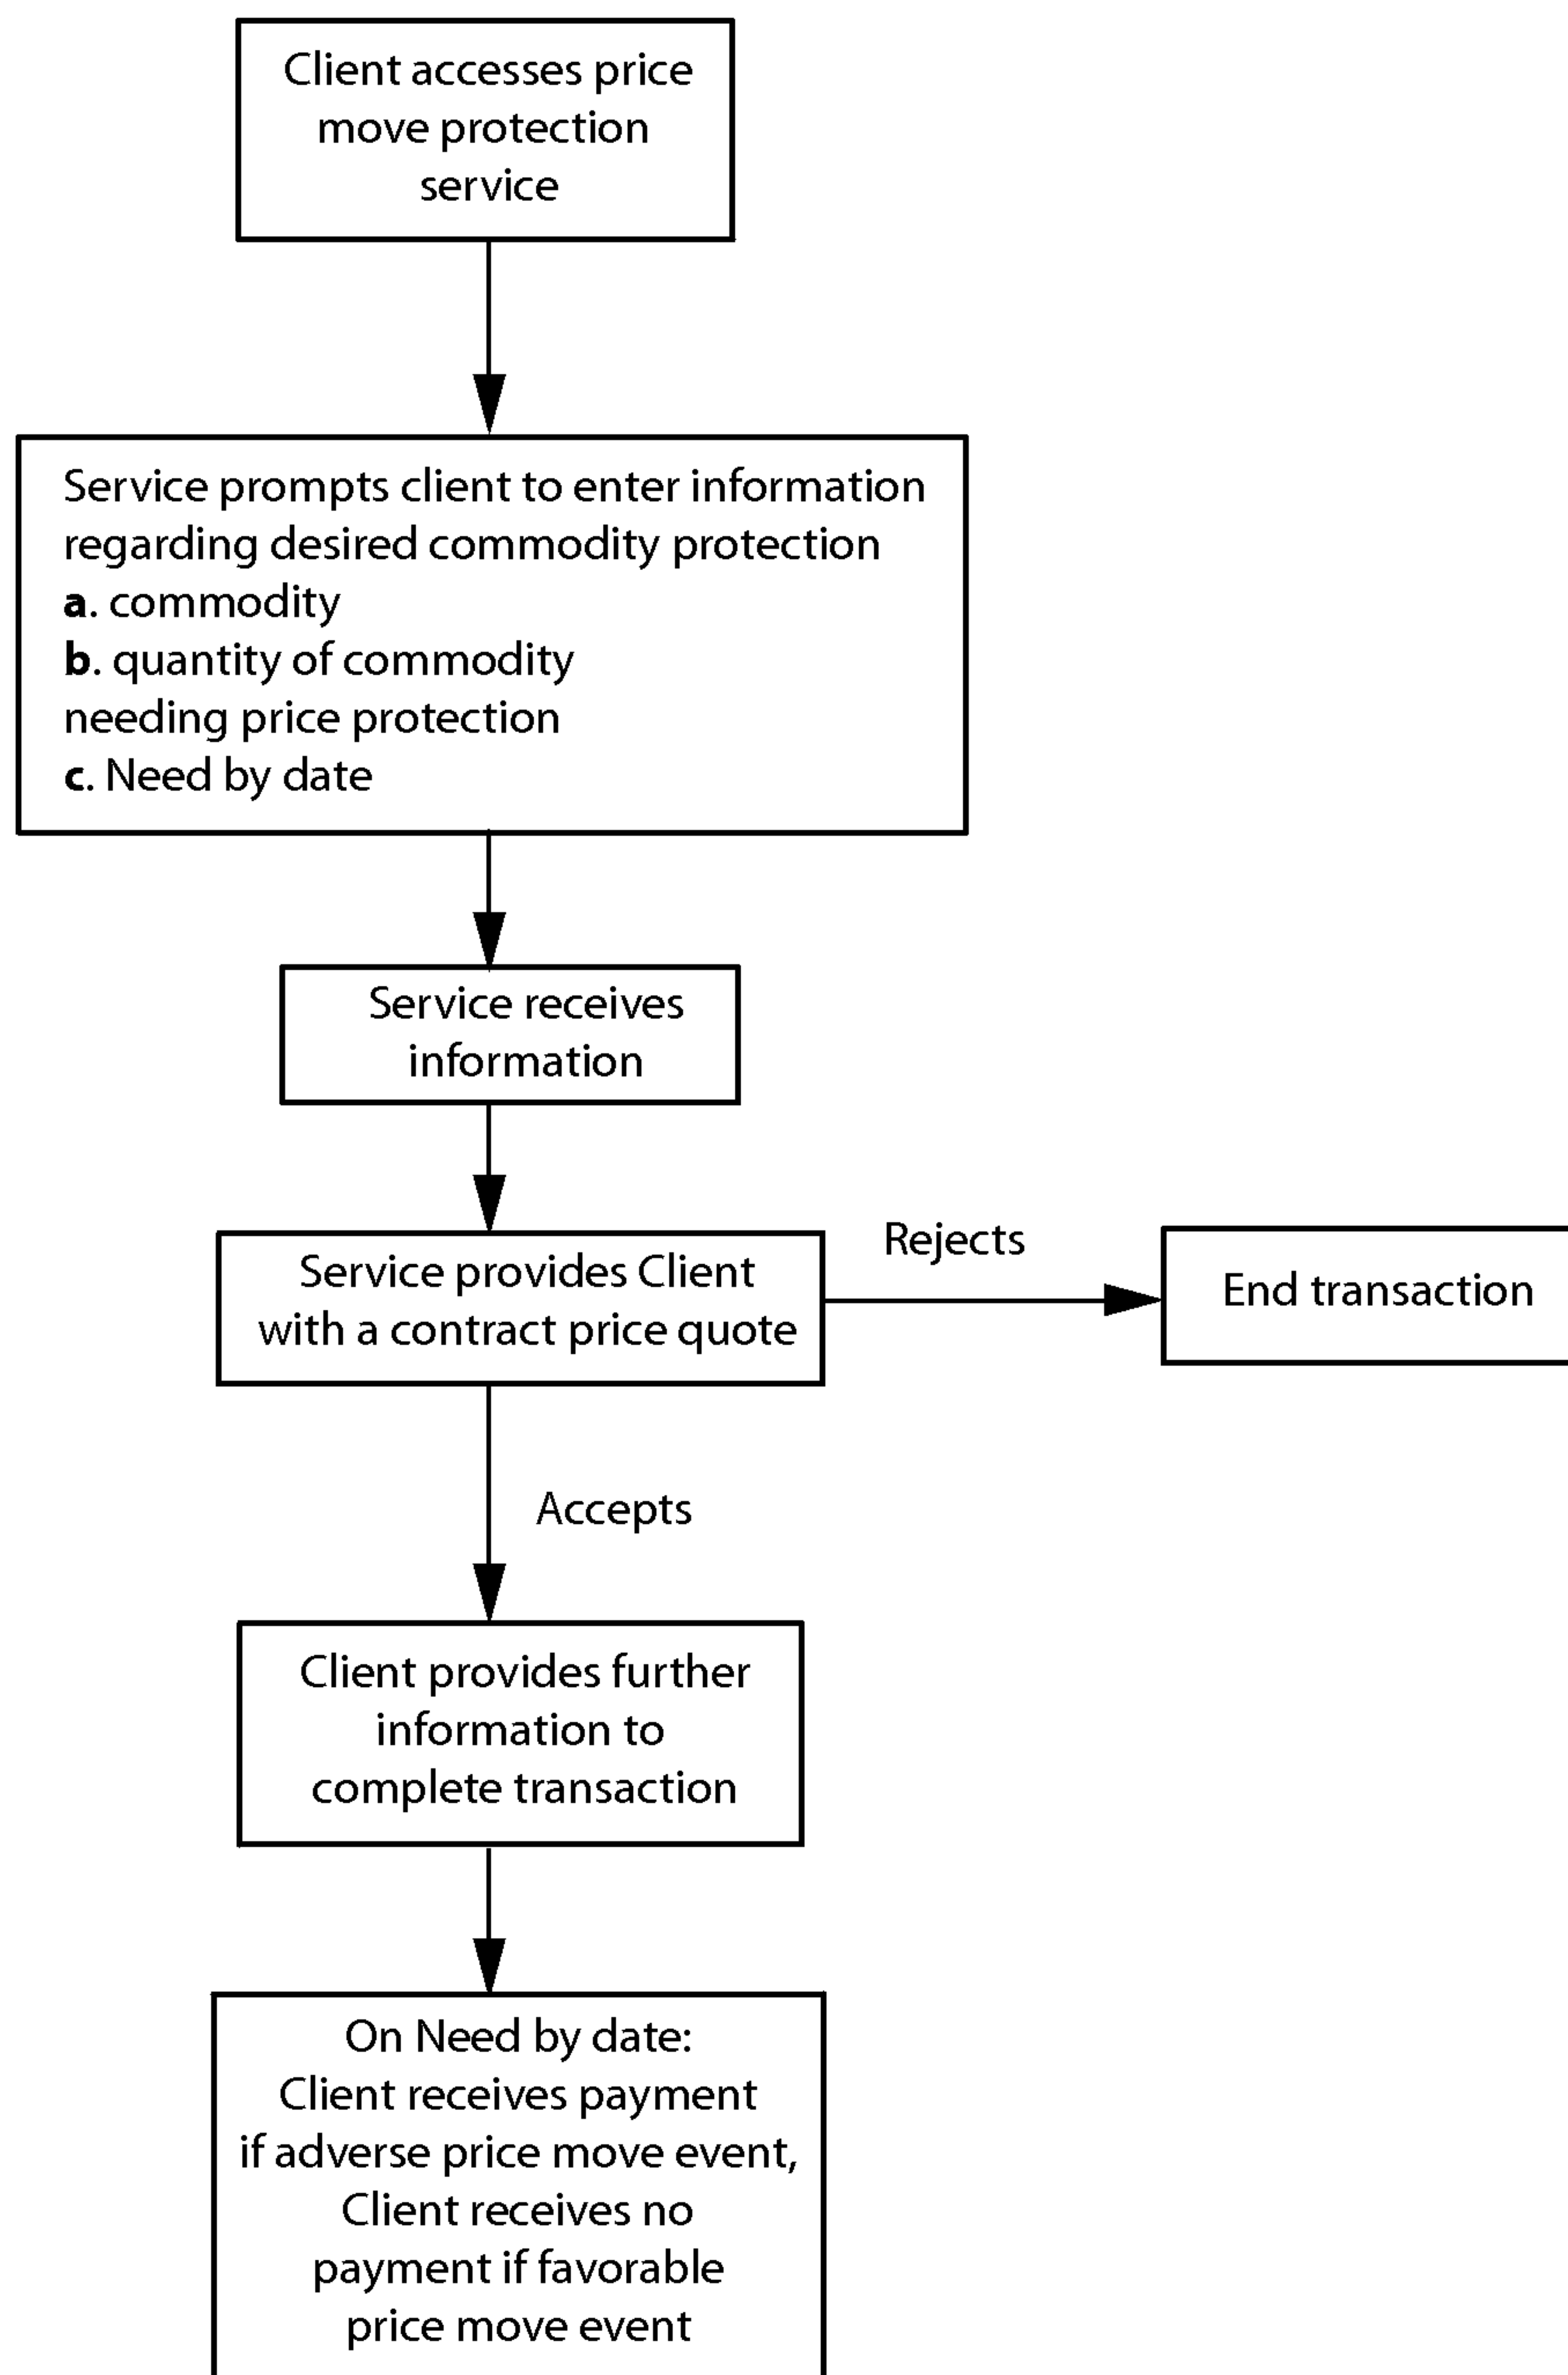 Client accesses price
move protection
service
Service prompts client to enter information
regarding desired commodity protection
a. commodity
b. quantity of commodity
needing price protection
c. Need by date
Service receives
information
Service provides Client
with a contract price quote
Rejects
End transaction
Accepts
Client provides further
information to
complete transaction
On Need by date:
Client receives payment
if adverse price move event,
Client receives no
payment if favorable
price move event